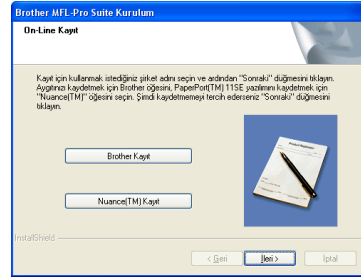 Brother MFL-Pro Suite Kurulum
On-Line Kayıt
Kayıt için kullanmak istediğiniz şirket adını seçin ve ardından "Sonraki" düğmesini tıklayın.
Aygıtınızı kaydetmek için Brother öğesini, PaperPort(TM) 11SE yazılımını kaydetmek için
"Nuance(TM)" öğesini seçin. Şimdi kaydetmemeyi tercih ederseniz "Sonraki" düğmesini
tıklayın.
Brother Kayıt
Nuance(TM) Kayıt
InstallShield
< Geri
İleri >
İptal